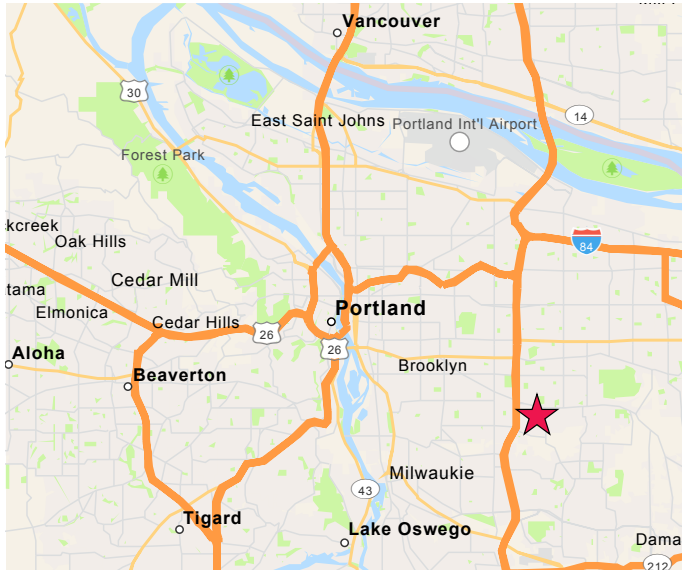 Vancouver
30
14
East Saint Johns
Portland Int'l Airport
Forest Park
ckcreek
Oak Hills
84
Cedar Mill
tama
Elmonica
Portland
Cedar Hills
26
26
Aloha
Beaverton
Brooklyn
Milwaukie
43
Tigard
Lake Oswego
Dama
212